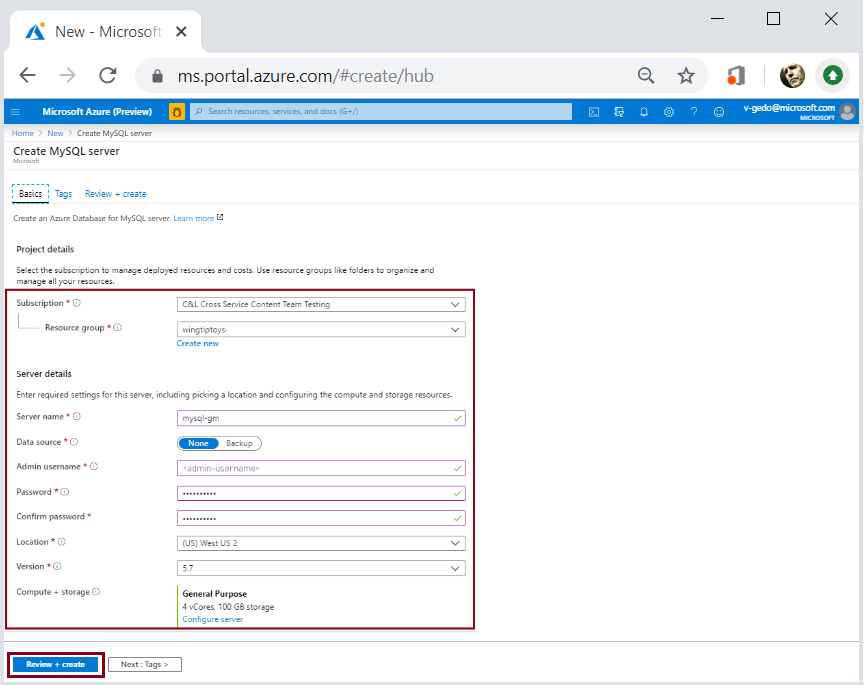 New - Microsoft
ms.portal.azure.com/#create/hub
Microsoft Azure (Preview)
Search resources, services, and docs (G+/)
v-gedo@microsoft.com
MICROSOFT
Home > New > Create MySQL server
Create MySQL server
Microsoft
Basics Tags Review + create
Create an Azure Database for MySQL server. Learn more
Project details
Select the subscription to manage deployed resources and costs. Use resource groups like folders to organize and
manage all your resources.
Subscription * C&L Cross Service Content Team Testing
Resource group * wingtiptoys-
Create new
Server details
Enter required settings for this server, including picking a location and configuring the compute and storage resources.
Server name * mysql-gm
Data source * None Backup
Admin username * <admin-username>
Password * ••••••••••
Confirm password * ••••••••••
Location * (US) West US 2
Version * 5.7
Compute + storage General Purpose
4 vCores, 100 GB storage
Configure server
Review + create Next : Tags >